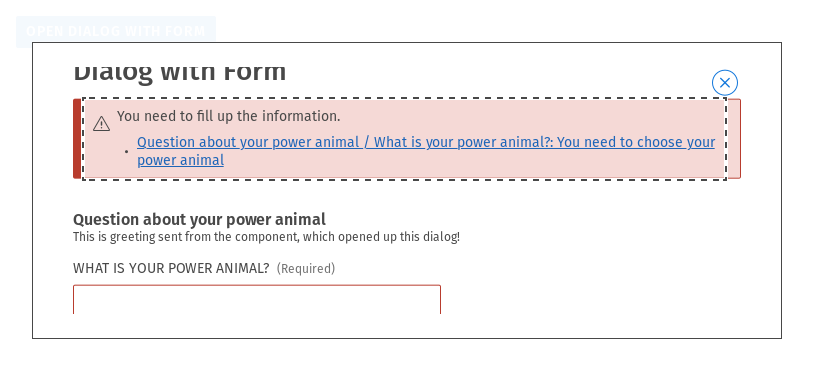 OPEN DIALOG WITH FORM
Dialog with Form
You need to fill up the information.
Question about your power animal / What is your power animal?: You need to choose your
power animal
Question about your power animal
This is greeting sent from the component, which opened up this dialog!
WHAT IS YOUR POWER ANIMAL? (Required)